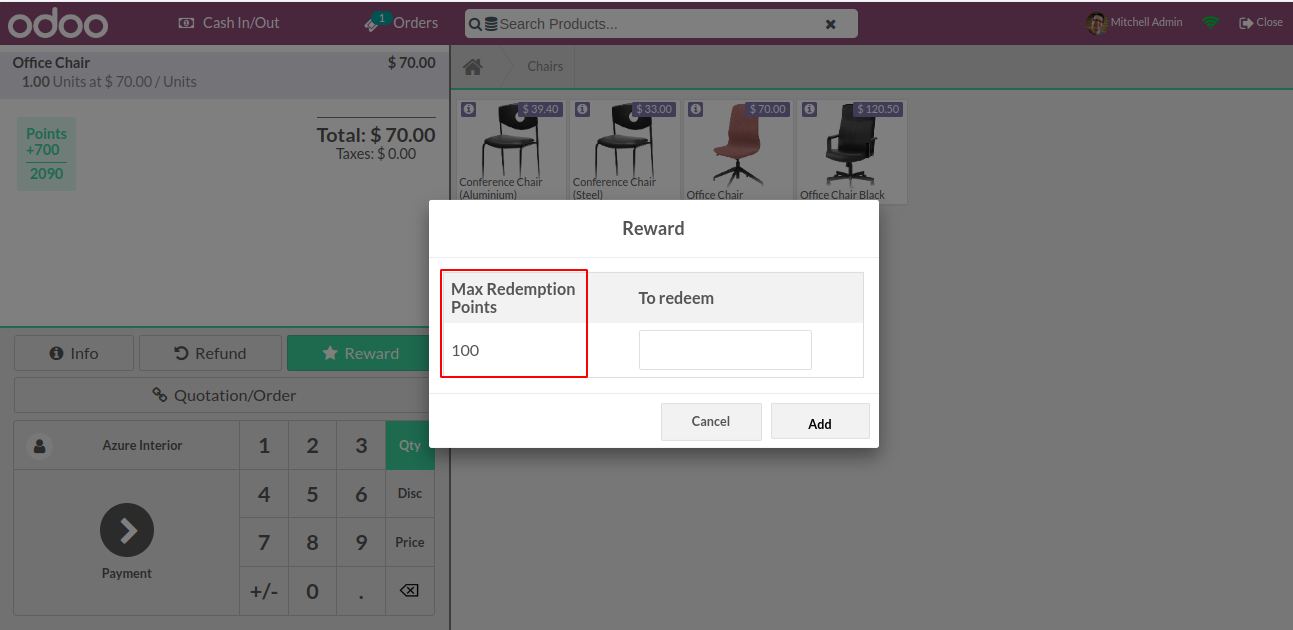 odoo
Cash In/Out
1
Orders
Search Products...
Mitchell Admin
Close
Office Chair
$ 70.00
1.00 Units at $ 70.00 / Units
Points
+700
2090
Total: $ 70.00
Taxes: $ 0.00
Chairs
$ 39.40
Conference Chair
(Aluminium)
$ 33.00
Conference Chair
(Steel)
$ 70.00
Office Chair
$ 120.50
Office Chair Black
Reward
Max Redemption
Points
To redeem
100
Cancel
Add
Info
Refund
Reward
Quotation/Order
Azure Interior
1 2 3 Qty
4 5 6 Disc
7 8 9 Price
+/- 0 .
Payment